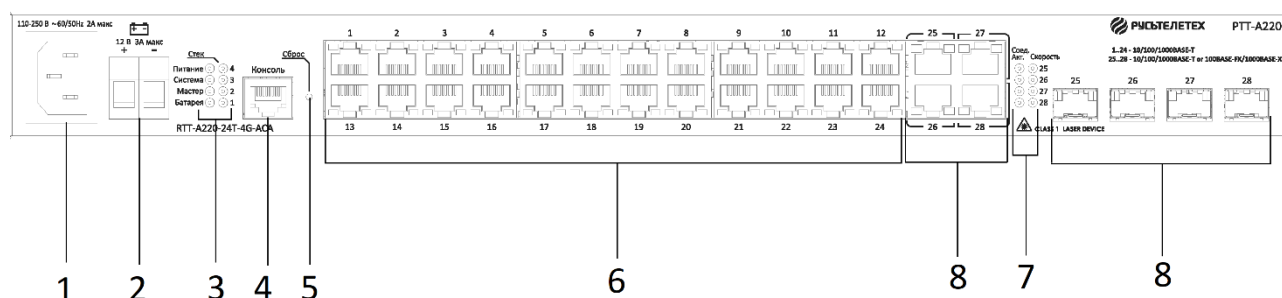 110-250 В ~60/50Hz 2А макс
12 В 3А макс
+ −
Стек
Питание 4
Система 3
Мастер 2
Батарея 1
RTT-A220-24T-4G-ACA
Консоль
Сброс
1 2 3 4 5 6 7 8 9 10 11 12
13 14 15 16 17 18 19 20 21 22 23 24
25 27
26 28
Соед.
Акт. Скорость
25
26
27
28
CLASS 1 LASER DEVICE
РУСЬТЕЛЕТЕХ
РТТ-А220
1..24 - 10/100/1000BASE-T
25..28 - 10/100/1000BASE-T or 100BASE-FX/1000BASE-X
25 26 27 28
1 2 3 4 5 6 8 7 8